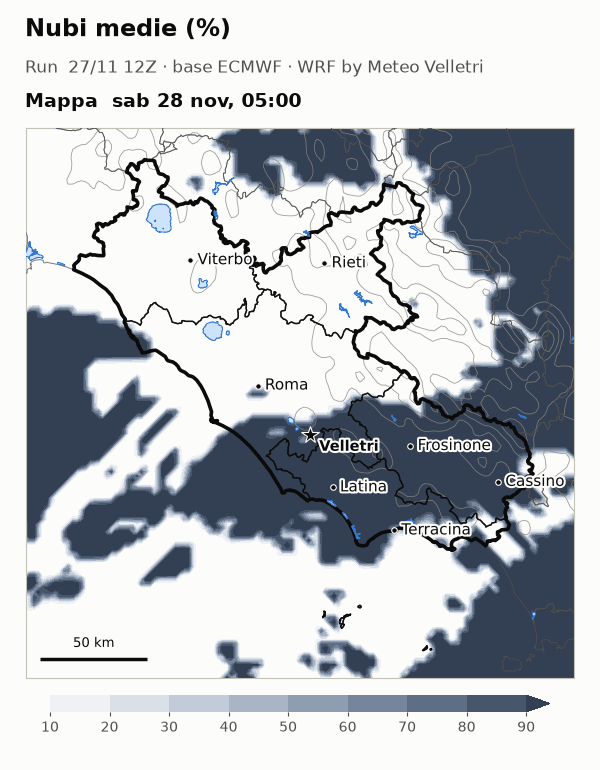 Nubi medie (%)
Run 27/11 12Z · base ECMWF · WRF by Meteo Velletri
Mappa sab 28 nov, 05:00
Viterbo
Rieti
Roma
Velletri
Frosinone
Latina
Cassino
Terracina
50 km
10 20 30 40 50 60 70 80 90